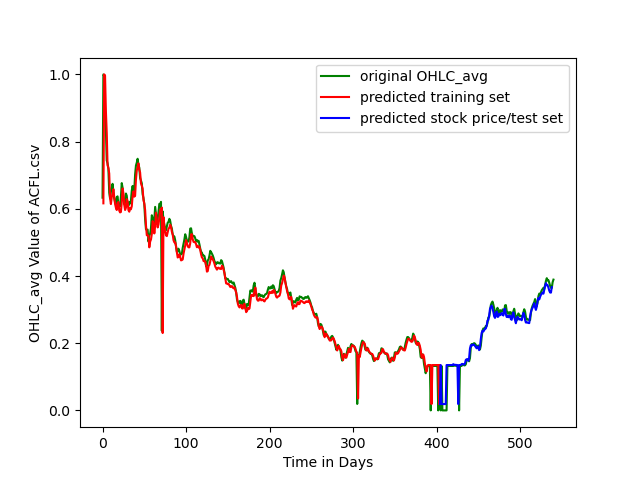 original OHLC_avg
predicted training set
predicted stock price/test set
1.0
0.8
0.6
0.4
0.2
0.0
OHLC_avg Value of ACFL.csv
0 100 200 300 400 500
Time in Days